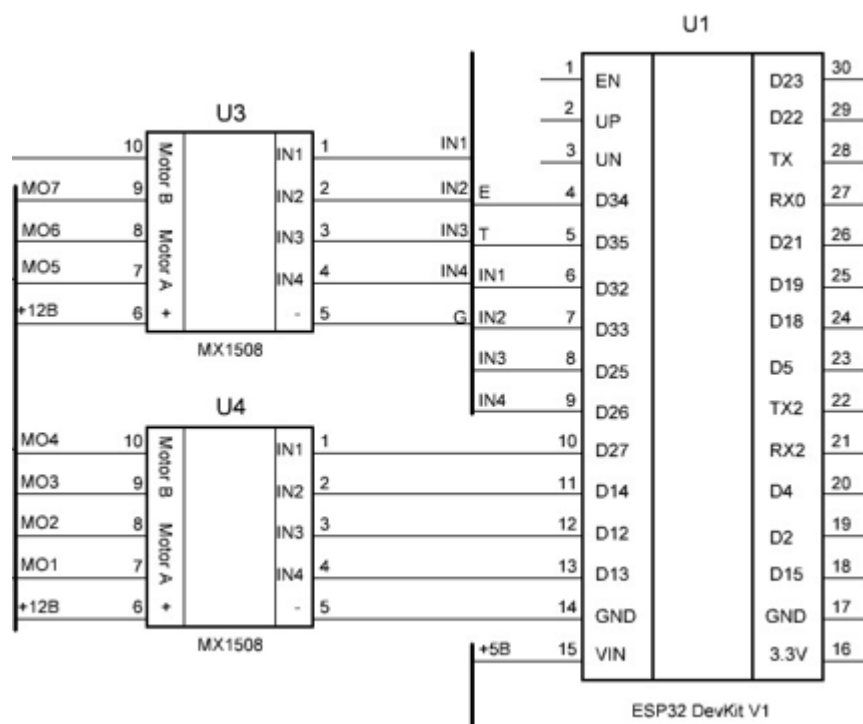 U1
1 EN D23 30
2 UP D22 29
3 UN TX 28
E 4 D34 RX0 27
T 5 D35 D21 26
IN1 6 D32 D19 25
IN2 7 D33 D18 24
IN3 8 D25 D5 23
IN4 9 D26 TX2 22
10 D27 RX2 21
11 D14 D4 20
12 D12 D2 19
13 D13 D15 18
14 GND GND 17
+5B 15 VIN 3.3V 16
ESP32 DevKit V1
U3
10 IN1 1 IN1
MO7 9 Motor B IN2 2 IN2
MO6 8 IN3 3 IN3
MO5 7 Motor A IN4 4 IN4
+12B 6 + - 5 G
MX1508
U4
MO4 10 IN1 1
MO3 9 Motor B IN2 2
MO2 8 IN3 3
MO1 7 Motor A IN4 4
+12B 6 + - 5
MX1508